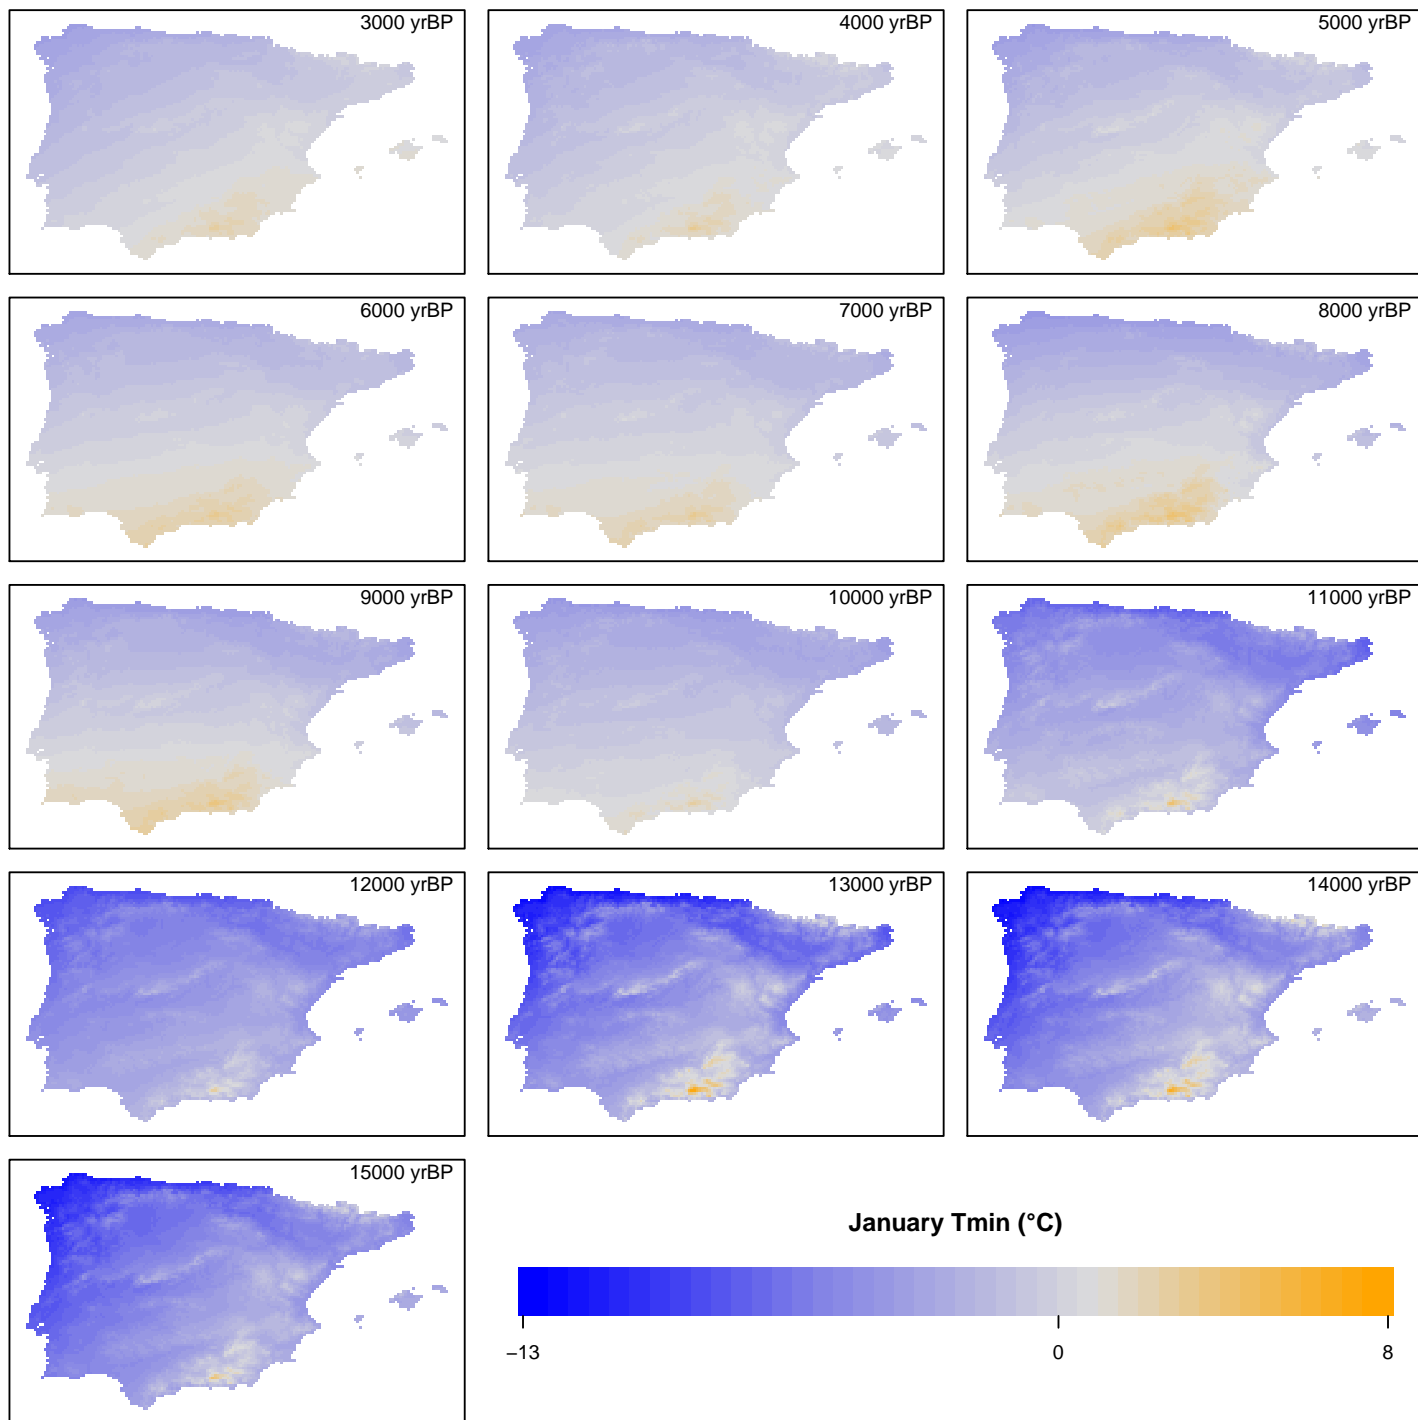 3000 yrBP
4000 yrBP
5000 yrBP
6000 yrBP
7000 yrBP
8000 yrBP
9000 yrBP
10000 yrBP
11000 yrBP
12000 yrBP
13000 yrBP
14000 yrBP
15000 yrBP
January Tmin (°C)
−13 0 8